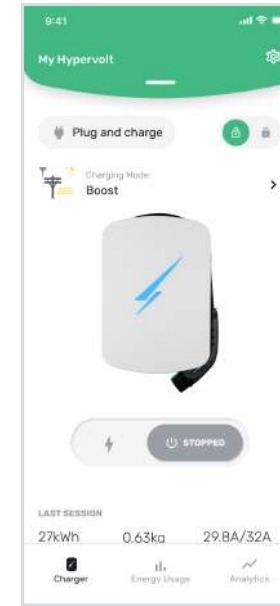 9:41
My Hypervolt
Plug and charge
Charging Mode:
Boost
STOPPED
LAST SESSION
27kWh 0.63kg 29.8A/32A
Charger Energy Usage Analytics